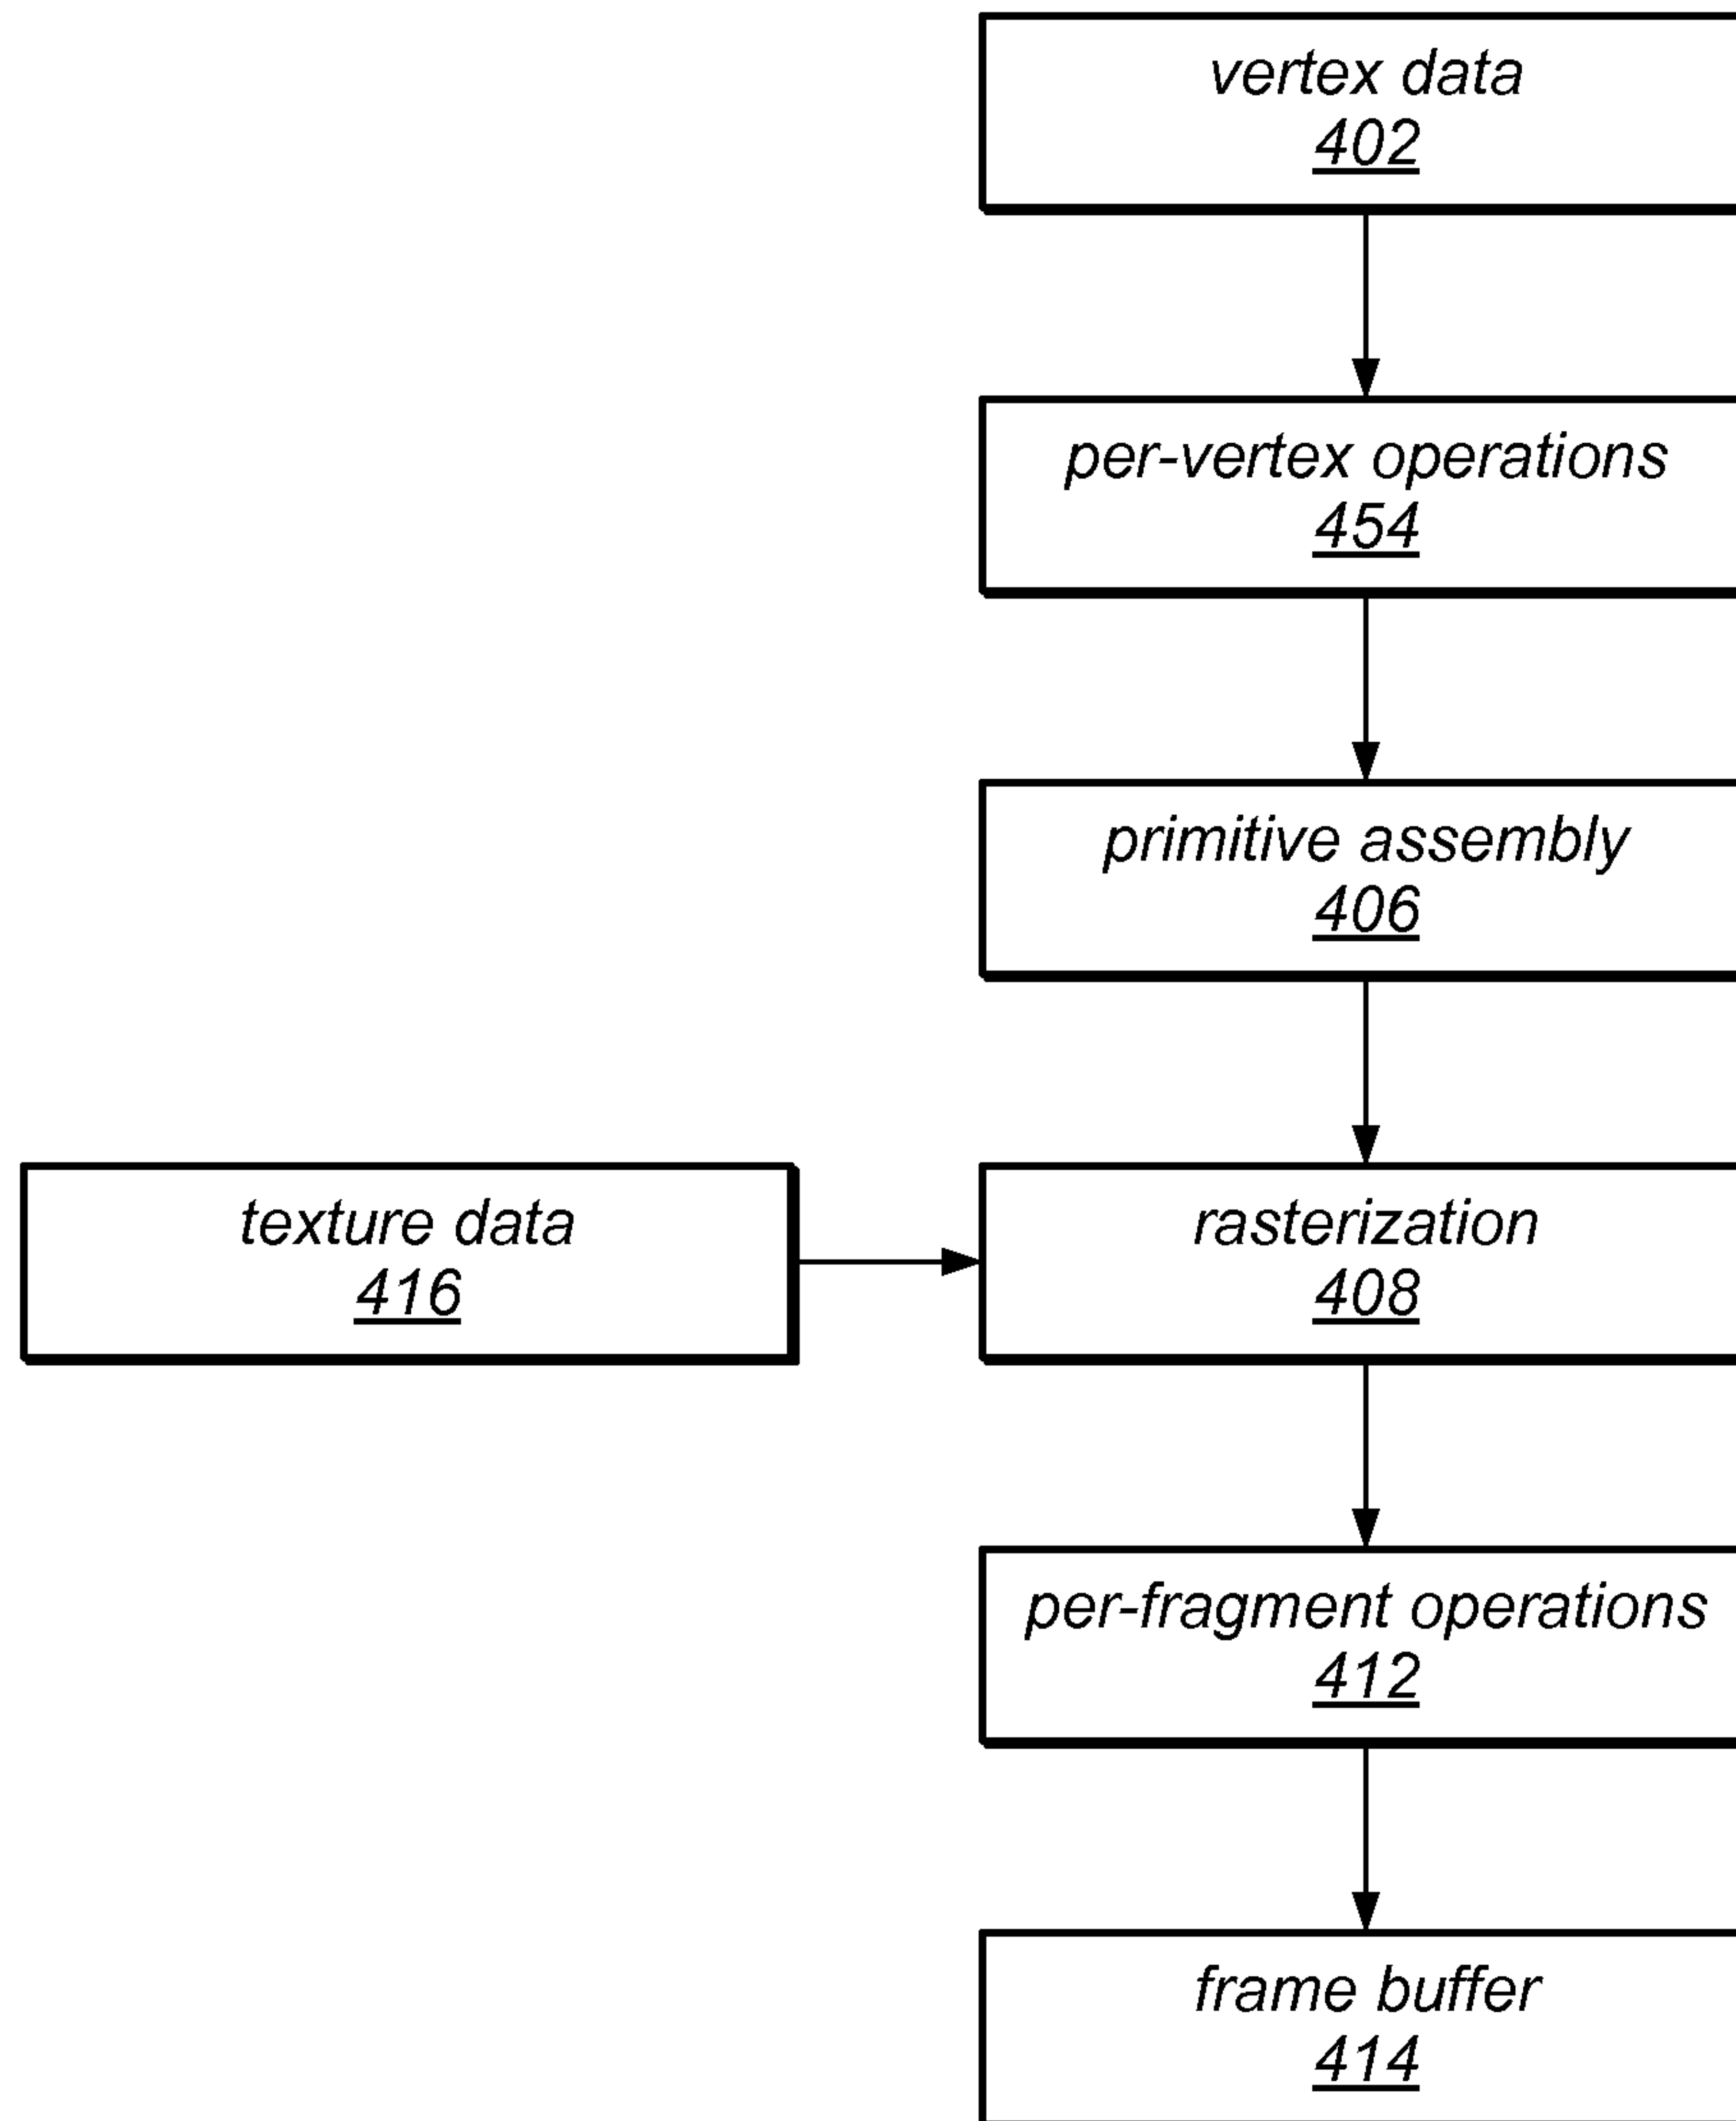 vertex data
402
per-vertex operations
454
primitive assembly
406
texture data
416
rasterization
408
per-fragment operations
412
frame buffer
414